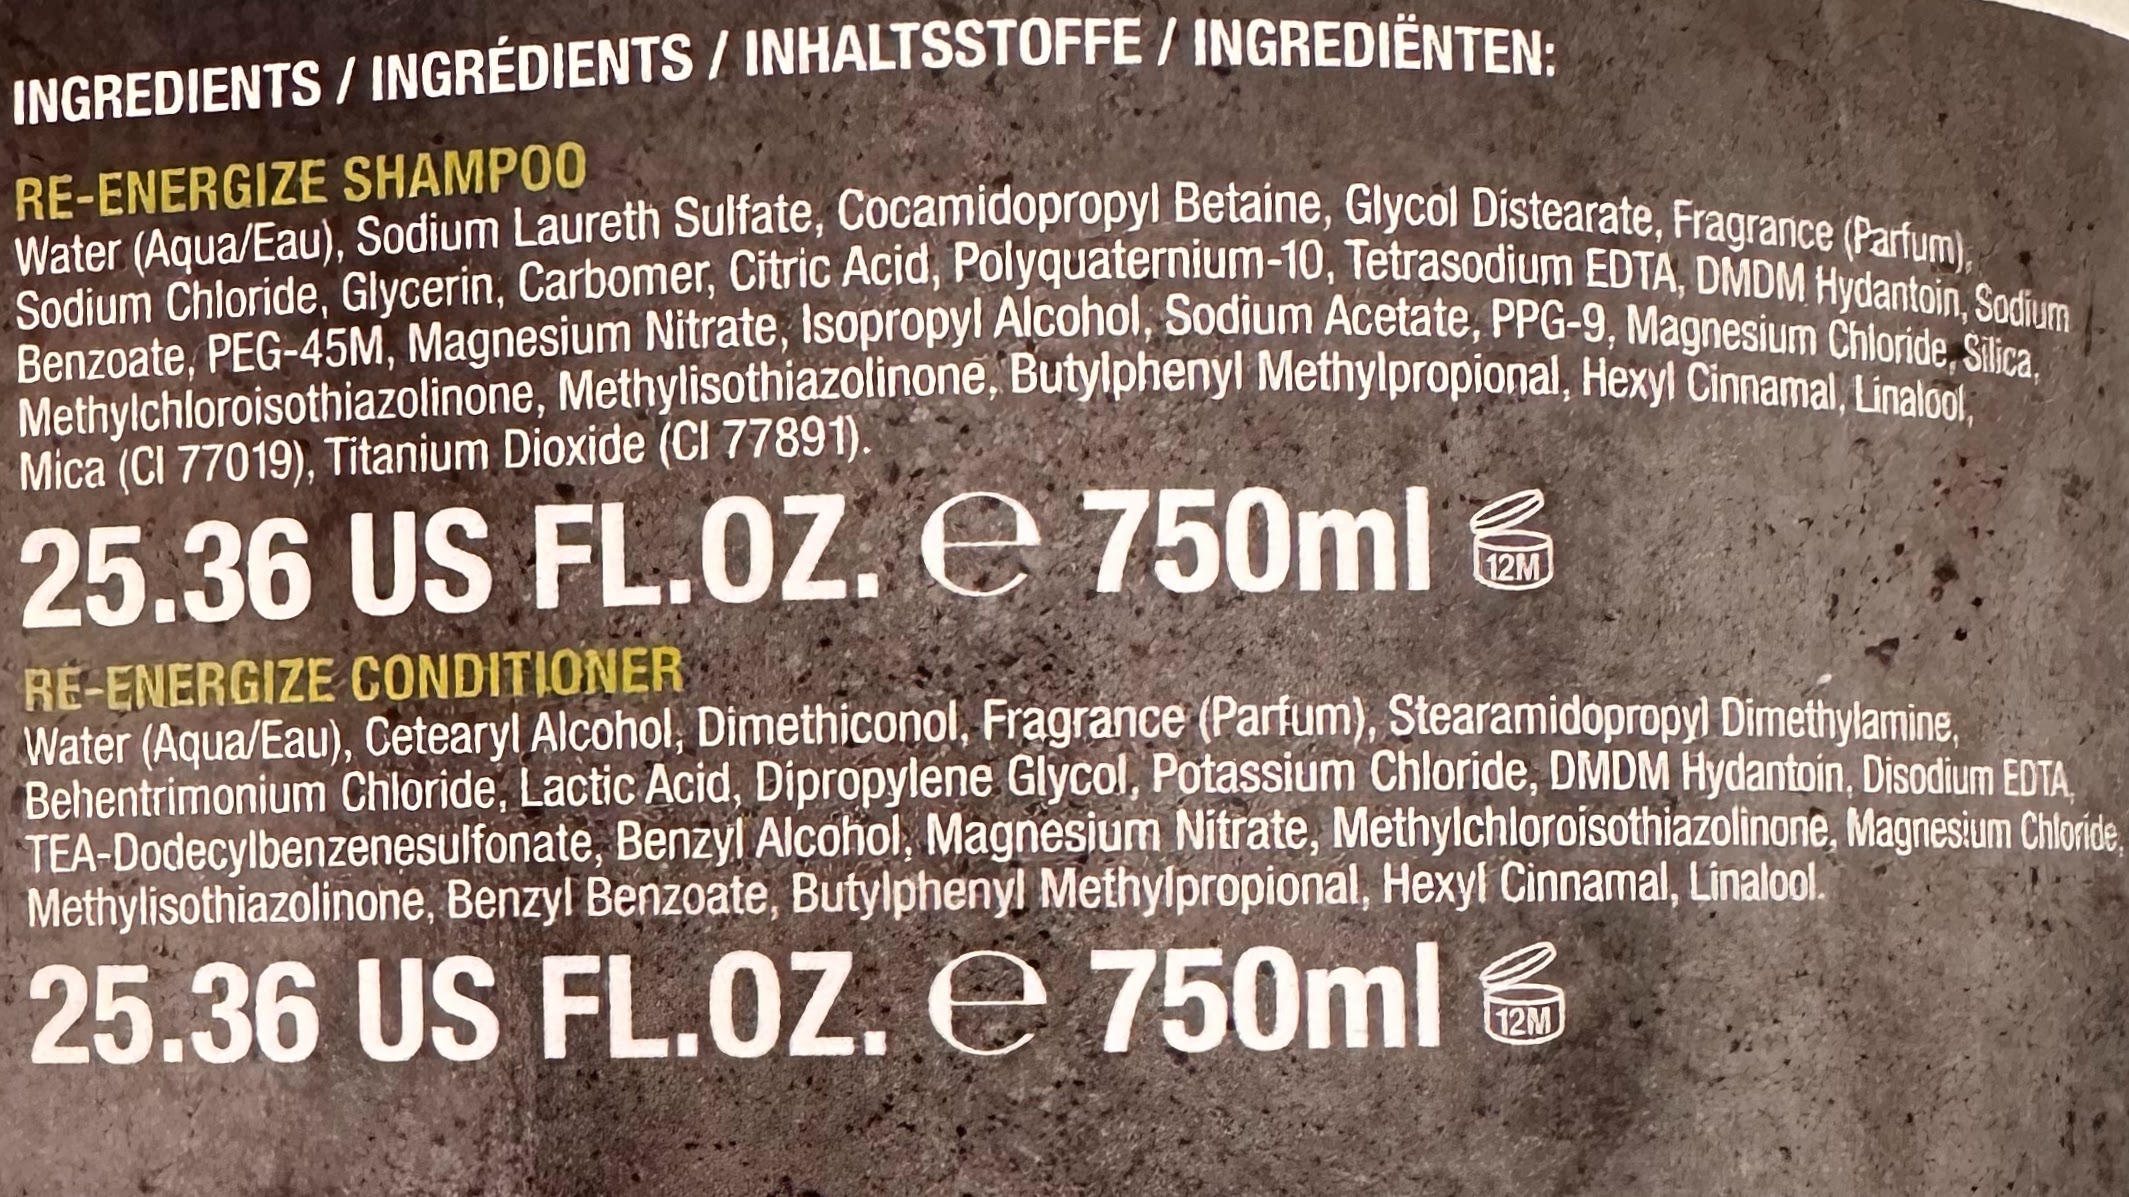 INGREDIENTS / INGRÉDIENTS / INHALTSSTOFFE / INGREDIËNTEN:
RE-ENERGIZE SHAMPOO
Water (Aqua/Eau), Sodium Laureth Sulfate, Cocamidopropyl Betaine, Glycol Distearate, Fragrance (Parfum),
Sodium Chloride, Glycerin, Carbomer, Citric Acid, Polyquaternium-10, Tetrasodium EDTA, DMDM Hydantoin, Sodium
Benzoate, PEG-45M, Magnesium Nitrate, Isopropyl Alcohol, Sodium Acetate, PPG-9, Magnesium Chloride, Silica,
Methylchloroisothiazolinone, Methylisothiazolinone, Butylphenyl Methylpropional, Hexyl Cinnamal, Linalool,
Mica (CI 77019), Titanium Dioxide (CI 77891).
25.36 US FL.OZ. e 750ml 12M
RE-ENERGIZE CONDITIONER
Water (Aqua/Eau), Cetearyl Alcohol, Dimethiconol, Fragrance (Parfum), Stearamidopropyl Dimethylamine,
Behentrimonium Chloride, Lactic Acid, Dipropylene Glycol, Potassium Chloride, DMDM Hydantoin, Disodium EDTA,
TEA-Dodecylbenzenesulfonate, Benzyl Alcohol, Magnesium Nitrate, Methylchloroisothiazolinone, Magnesium Chloride,
Methylisothiazolinone, Benzyl Benzoate, Butylphenyl Methylpropional, Hexyl Cinnamal, Linalool.
25.36 US FL.OZ. e 750ml 12M